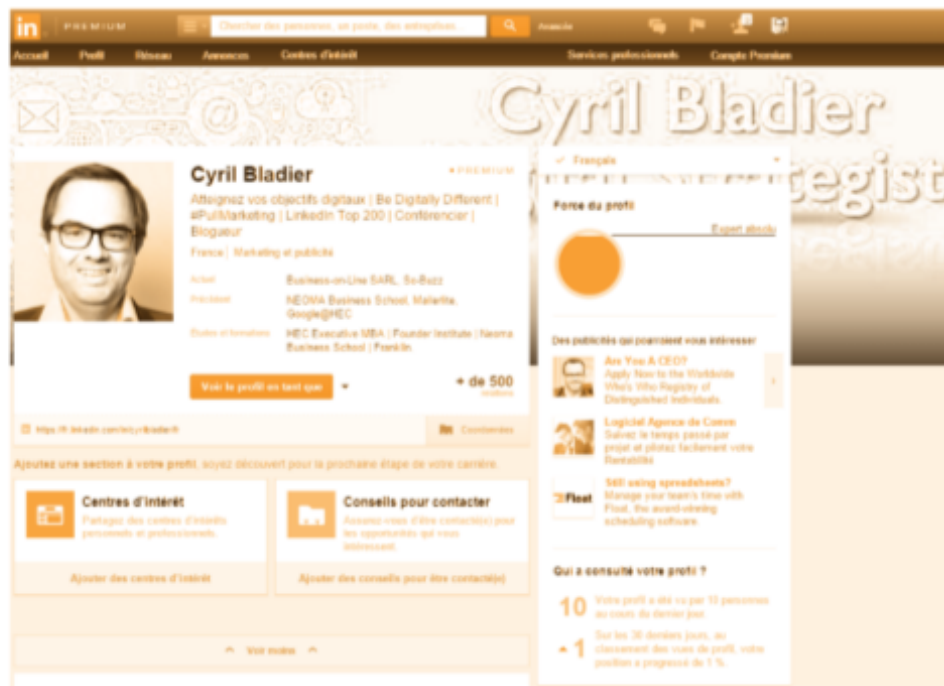 in PREMIUM Chercher des personnes, un poste, des entreprises... Avancée
Accueil Profil Réseau Annonces Centres d'intérêt Services professionnels Compte Premium
Cyril Bladier
tegist
Cyril Bladier PREMIUM
Atteignez vos objectifs digitaux | Be Digitally Different |
#PullMarketing | LinkedIn Top 200 | Conférencier |
Blogueur
France | Marketing et publicité
Actuel Business-on-Line SARL, So-Buzz
Précédent NEOMA Business School, Mailerlite,
Google@HEC
Études et formations HEC Executive MBA | Founder Institute | Neoma
Business School | Franklin
Voir le profil en tant que + de 500
relations
Coordonnées
Ajoutez une section à votre profil, soyez découvert pour la prochaine étape de votre carrière.
Centres d'intérêt
Partagez des centres d'intérêts
personnels et professionnels.
Ajouter des centres d'intérêt
Conseils pour contacter
Assurez-vous d'être contacté(e) pour
les opportunités qui vous
intéressent.
Ajouter des conseils pour être contacté(e)
Voir moins
Français
Force du profil
Expert absolu
Des publicités qui pourraient vous intéresser
Are You A CEO?
Apply Now to the Worldwide
Who's Who Registry of
Distinguished Individuals.
Logiciel Agence de Comm
Suivez le temps passé par
projet et pilotez facilement votre
Rentabilité
Float
Still using spreadsheets?
Manage your team's time with
Float, the award-winning
scheduling software.
Qui a consulté votre profil ?
10 Votre profil a été vu par 10 personnes
au cours du dernier jour.
1 Sur les 30 derniers jours, au
classement des vues de profil, votre
position a progressé de 1 %.